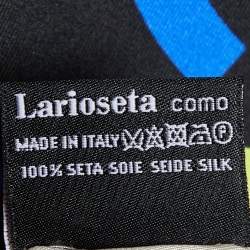 Larioseta como
MADE IN ITALY
100% SETA SOIE SEIDE SILK